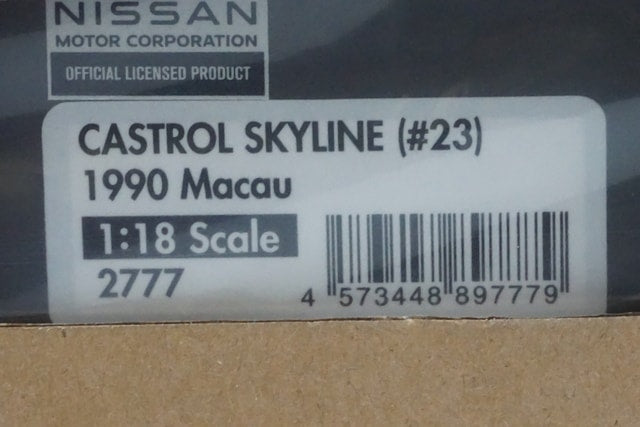 NISSAN
MOTOR CORPORATION
OFFICIAL LICENSED PRODUCT
CASTROL SKYLINE (#23)
1990 Macau
1:18 Scale
2777
4 573448 897779